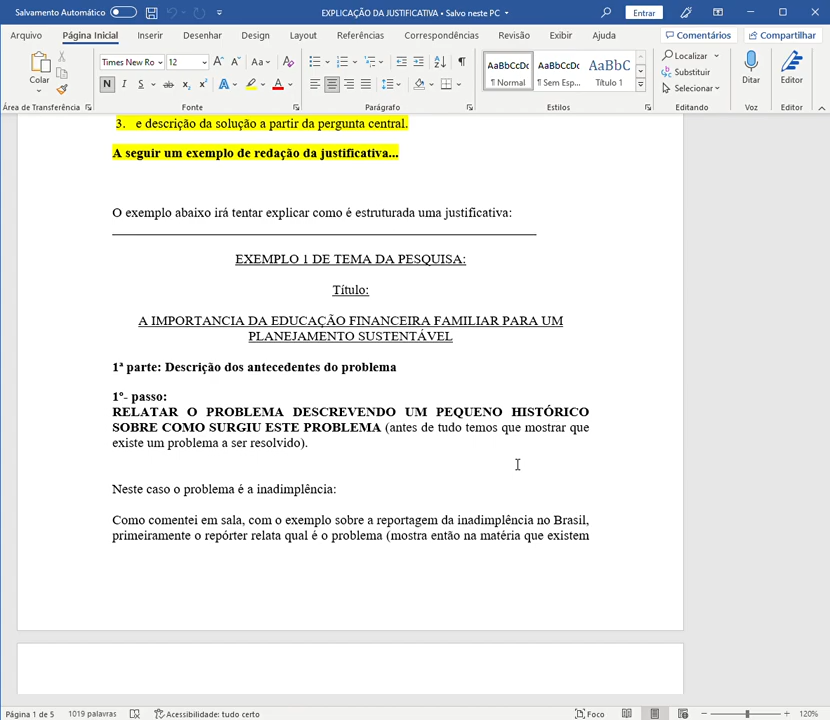 Salvamento Automático
EXPLICAÇÃO DA JUSTIFICATIVA • Salvo neste PC
Entrar
Arquivo Página Inicial Inserir Desenhar Design Layout Referências Correspondências Revisão Exibir Ajuda Comentários Compartilhar
Colar
Times New Ro 12 Aa
N I S ab x₂ x² A A
AaBbCcDc AaBbCcDc AaBbC
¶ Normal ¶ Sem Esp... Título 1
Localizar
Substituir
Selecionar
Ditar
Editor
Área de Transferência Fonte Parágrafo Estilos Editando Voz Editor
3. e descrição da solução a partir da pergunta central.
A seguir um exemplo de redação da justificativa...
O exemplo abaixo irá tentar explicar como é estruturada uma justificativa:
EXEMPLO 1 DE TEMA DA PESQUISA:
Título:
A IMPORTANCIA DA EDUCAÇÃO FINANCEIRA FAMILIAR PARA UM
PLANEJAMENTO SUSTENTÁVEL
1ª parte: Descrição dos antecedentes do problema
1º- passo:
RELATAR O PROBLEMA DESCREVENDO UM PEQUENO HISTÓRICO
SOBRE COMO SURGIU ESTE PROBLEMA (antes de tudo temos que mostrar que
existe um problema a ser resolvido).
Neste caso o problema é a inadimplência:
Como comentei em sala, com o exemplo sobre a reportagem da inadimplência no Brasil,
primeiramente o repórter relata qual é o problema (mostra então na matéria que existem
Página 1 de 5 1019 palavras Acessibilidade: tudo certo Foco 120%